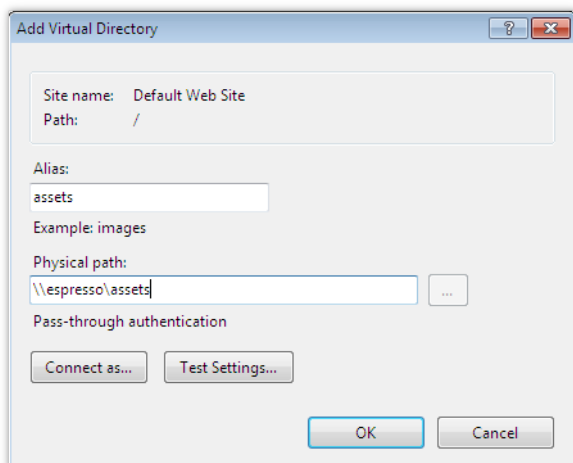 Add Virtual Directory
Site name: Default Web Site
Path: /
Alias:
assets
Example: images
Physical path:
\\espresso\assets
...
Pass-through authentication
Connect as... Test Settings...
OK Cancel